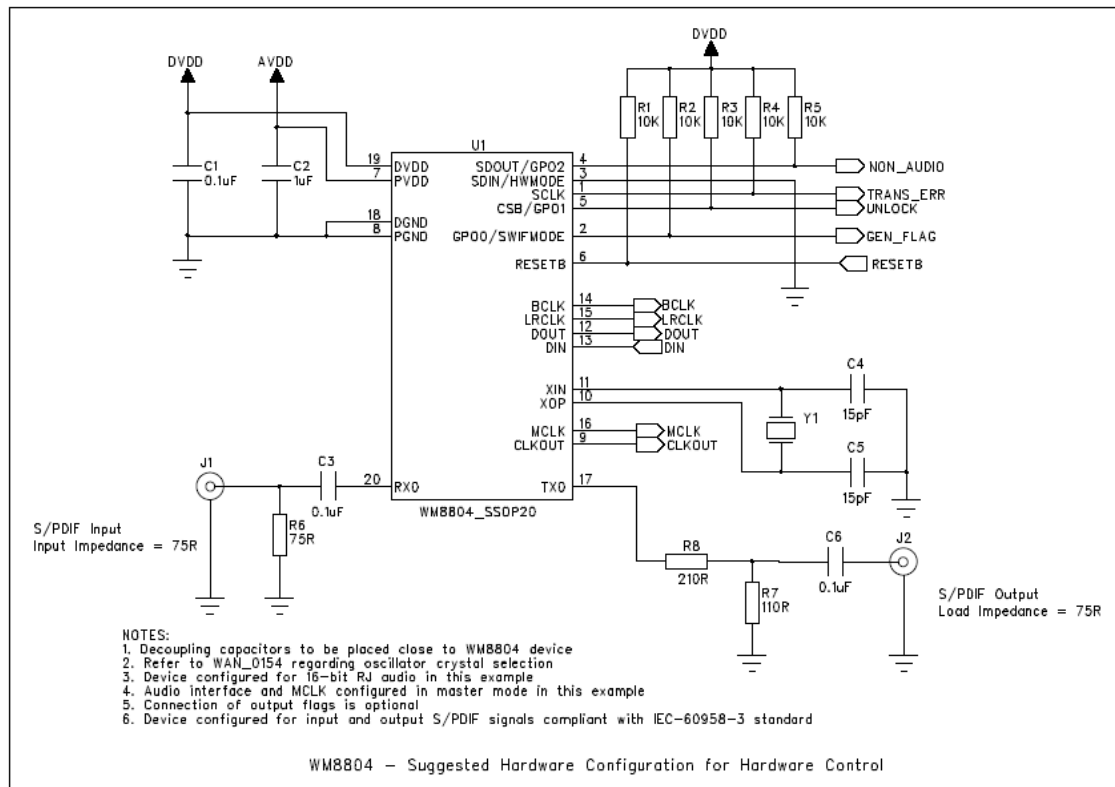 DVDD
AVDD
DVDD
R1
10K
R2
10K
R3
10K
R4
10K
R5
10K
C1
0.1uF
C2
1uF
U1
19
DVDD
7
PVDD
18
DGND
8
PGND
SDOUT/GPO2
4
NON_AUDIO
SDIN/HWMODE
3
SCLK
1
TRANS_ERR
CSB/GPO1
5
UNLOCK
GPO0/SWIFMODE
2
GEN_FLAG
RESETB
6
RESETB
BCLK
14
BCLK
LRCLK
15
LRCLK
DOUT
12
DOUT
DIN
13
DIN
XIN
11
XOP
10
C4
15pF
Y1
C5
15pF
MCLK
16
MCLK
CLKOUT
9
CLKOUT
J1
C3
0.1uF
20
RX0
TX0
17
WM8804_SSOP20
R6
75R
S/PDIF Input
Input Impedance = 75R
R8
210R
R7
110R
C6
0.1uF
J2
S/PDIF Output
Load Impedance = 75R
NOTES:
1. Decoupling capacitors to be placed close to WM8804 device
2. Refer to WAN_0154 regarding oscillator crystal selection
3. Device configured for 16-bit RJ audio in this example
4. Audio interface and MCLK configured in master mode in this example
5. Connection of output flags is optional
6. Device configured for input and output S/PDIF signals compliant with IEC-60958-3 standard
WM8804 - Suggested Hardware Configuration for Hardware Control